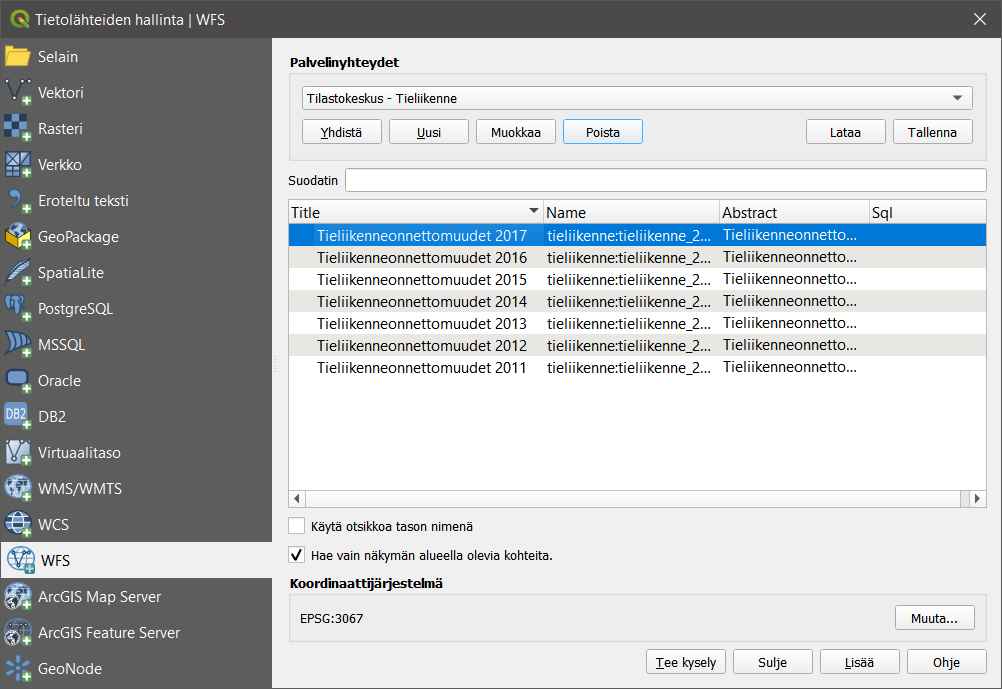 Tietolähteiden hallinta | WFS
Selain
Vektori
Rasteri
Verkko
Eroteltu teksti
GeoPackage
SpatiaLite
PostgreSQL
MSSQL
Oracle
DB2
DB2
Virtuaalitaso
WMS/WMTS
WCS
WFS
ArcGIS Map Server
ArcGIS Feature Server
GeoNode
Palvelinyhteydet
Tilastokeskus - Tieliikenne
Yhdistä Uusi Muokkaa Poista Lataa Tallenna
Suodatin
Title Name Abstract Sql
Tieliikenneonnettomuudet 2017 tieliikenne:tieliikenne_2... Tieliikenneonnetto...
Tieliikenneonnettomuudet 2016 tieliikenne:tieliikenne_2... Tieliikenneonnetto...
Tieliikenneonnettomuudet 2015 tieliikenne:tieliikenne_2... Tieliikenneonnetto...
Tieliikenneonnettomuudet 2014 tieliikenne:tieliikenne_2... Tieliikenneonnetto...
Tieliikenneonnettomuudet 2013 tieliikenne:tieliikenne_2... Tieliikenneonnetto...
Tieliikenneonnettomuudet 2012 tieliikenne:tieliikenne_2... Tieliikenneonnetto...
Tieliikenneonnettomuudet 2011 tieliikenne:tieliikenne_2... Tieliikenneonnetto...
Käytä otsikkoa tason nimenä
Hae vain näkymän alueella olevia kohteita.
Koordinaattijärjestelmä
EPSG:3067 Muuta...
Tee kysely Sulje Lisää Ohje